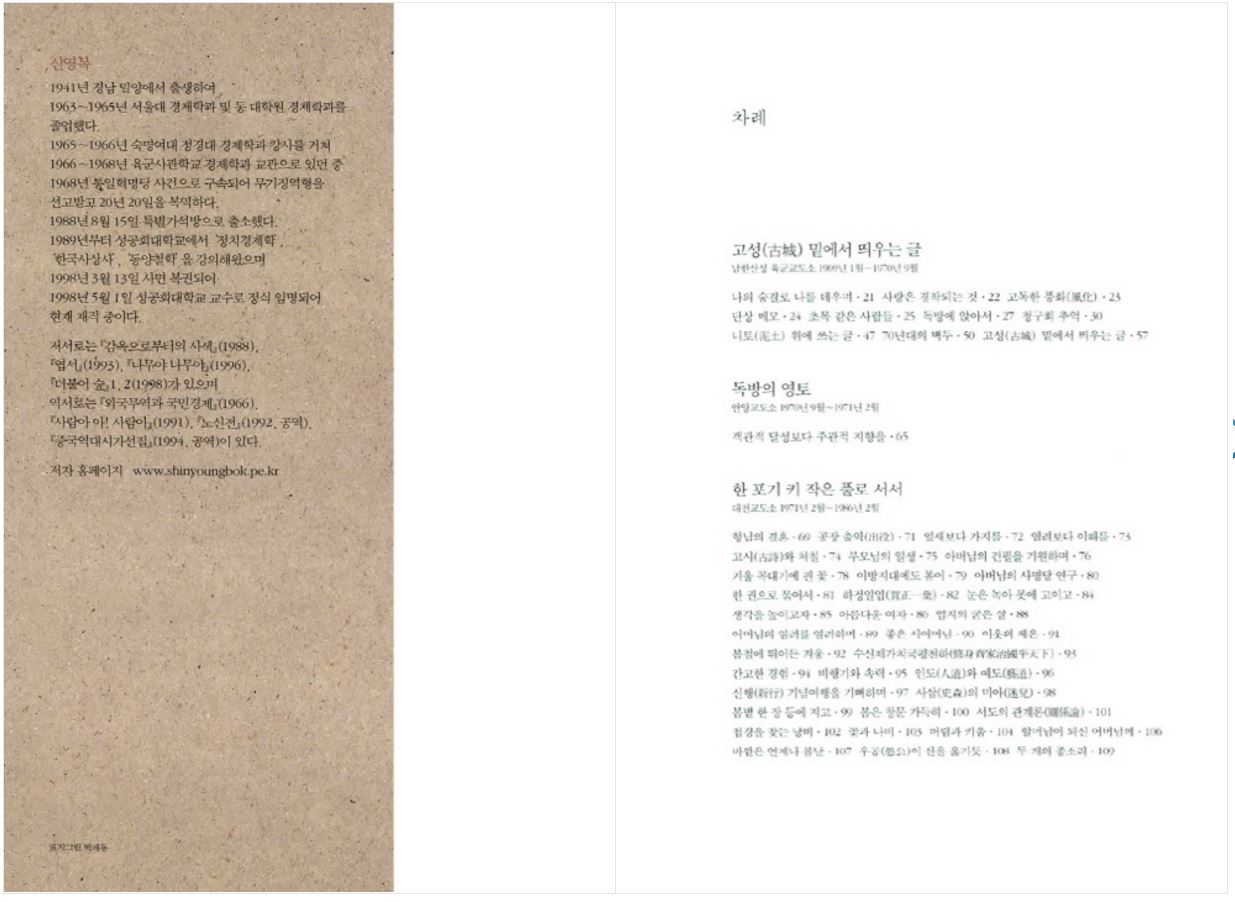 신영복
1941년 경남 밀양에서 출생하여
1963~1965년 서울대 경제학과 및 동 대학원 경제학과를
졸업했다.
1965~1966년 숙명여대 정경대 경제학과 강사를 거쳐
1966~1968년 육군사관학교 경제학과 교관으로 있던 중
1968년 통일혁명당 사건으로 구속되어 무기징역형을
선고받고 20년 20일을 복역하다.
1988년 8월 15일 특별가석방으로 출소했다.
1989년부터 성공회대학교에서 '정치경제학',
'한국사상사', '동양철학'을 강의해왔으며
1998년 3월 13일 사면 복권되어
1998년 5월 1일 성공회대학교 교수로 정식 임명되어
현재 재직 중이다.
저서로는 『감옥으로부터의 사색』(1988),
『엽서』(1993), 『나무야 나무야』(1996),
『더불어 숲』1, 2(1998)가 있으며
역서로는 『외국무역과 국민경제』(1966),
『사람아 아! 사람아』(1991), 『노신전』(1992, 공역),
『중국역대시가선집』(1994, 공역)이 있다.
저자 홈페이지 www.shinyoungbok.pe.kr
표지그림 박재동
차례
고성(古城) 밑에서 띄우는 글
남한산성 육군교도소 1969년 1월~1970년 9월
나의 숨결로 나를 데우며 · 21 사랑은 경작되는 것 · 22 고독한 풍화(風化) · 23
단상 메모 · 24 초목 같은 사람들 · 25 독방에 앉아서 · 27 청구회 추억 · 30
니토(泥土) 위에 쓰는 글 · 47 70년대의 벽두 · 50 고성(古城) 밑에서 띄우는 글 · 57
독방의 영토
안양교도소 1970년 9월~1971년 2월
객관적 달성보다 주관적 지향을 · 65
한 포기 키 작은 풀로 서서
대전교도소 1971년 2월~1986년 2월
형님의 결혼 · 69 공장 출역(出役) · 71 잎새보다 가지를 · 72 염려보다 이해를 · 73
고시(古詩)와 처칠 · 74 부모님의 일생 · 75 아버님의 건필을 기원하며 · 76
겨울 꼭대기에 핀 꽃 · 78 이방지대에도 봄이 · 79 아버님의 사명당 연구 · 80
한 권으로 묶어서 · 81 하정일엽(賀正一葉) · 82 눈은 녹아 못에 고이고 · 84
생각을 높이고자 · 85 아름다운 여자 · 86 엄지의 굳은 살 · 88
어머님의 염려를 염려하며 · 89 좋은 시어머님 · 90 이웃의 체온 · 91
봄철에 뛰어든 겨울 · 92 수신제가치국평천하(修身齊家治國平天下) · 93
간고한 경험 · 94 비행기와 속력 · 95 인도(人道)와 예도(藝道) · 96
신행(新行) 기념여행을 기뻐하며 · 97 사삼(史森)의 미아(迷兒) · 98
봄볕 한 장 등에 지고 · 99 봄은 창문 가득히 · 100 서도의 관계론(關係論) · 101
첩경을 찾는 낭비 · 102 꽃과 나비 · 103 버림과 키움 · 104 할머님이 되신 어머님께 · 106
바깥은 언제나 봄날 · 107 우공(愚公)이 산을 옮기듯 · 108 두 개의 종소리 · 109